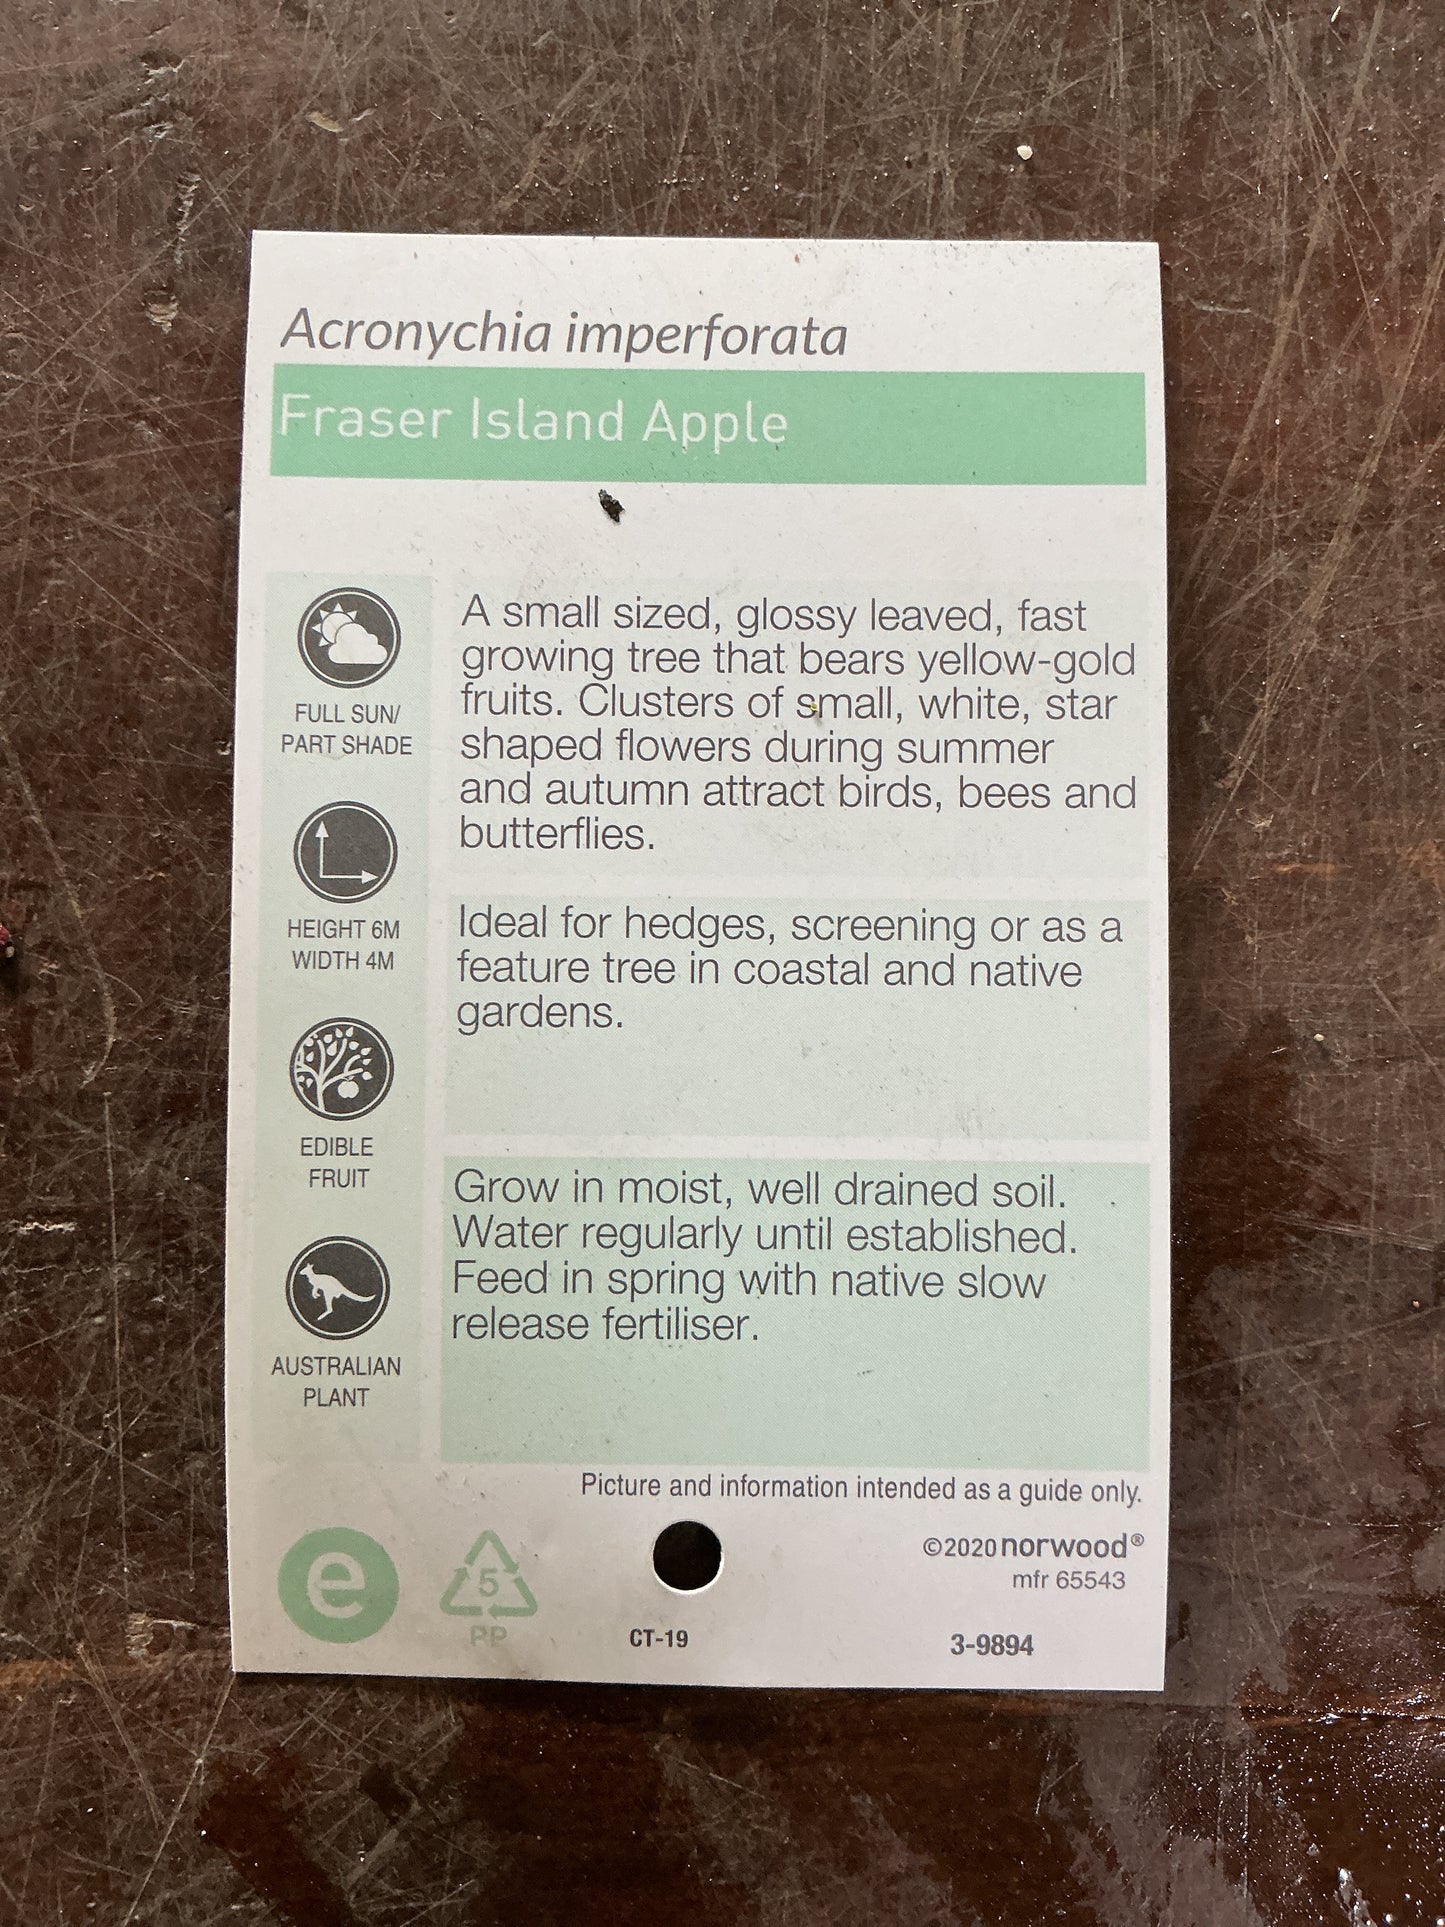 Acronychia imperforata
Fraser Island Apple
FULL SUN/
PART SHADE
HEIGHT 6M
WIDTH 4M
EDIBLE
FRUIT
AUSTRALIAN
PLANT
A small sized, glossy leaved, fast
growing tree that bears yellow-gold
fruits. Clusters of small, white, star
shaped flowers during summer
and autumn attract birds, bees and
butterflies.
Ideal for hedges, screening or as a
feature tree in coastal and native
gardens.
Grow in moist, well drained soil.
Water regularly until established.
Feed in spring with native slow
release fertiliser.
Picture and information intended as a guide only.
e
5
PP
CT-19
©2020 norwood®
mfr 65543
3-9894